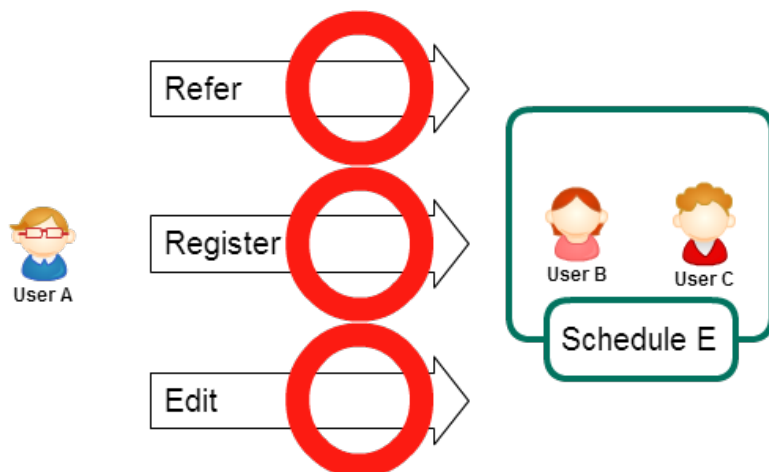 Refer
Register
User A
User B
User C
Schedule E
Edit